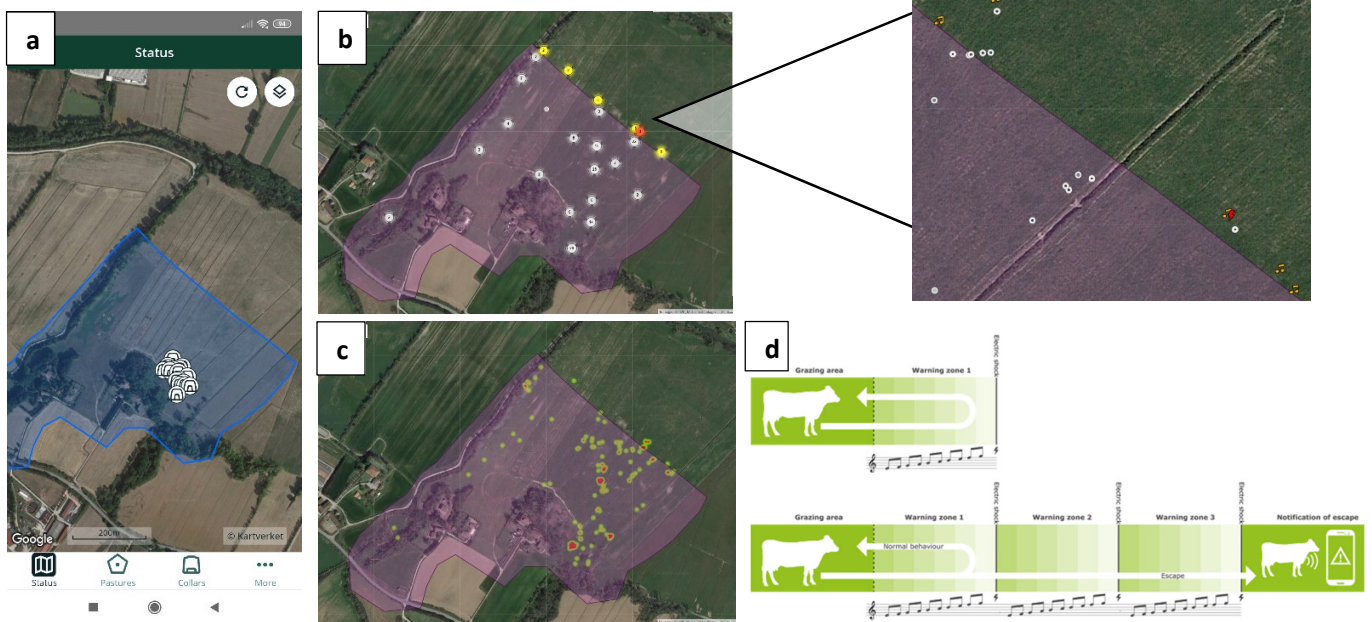 a
94
Status
Google
200m
© Kartverket
Status
Pastures
Collars
More
b
c
d
Grazing area
Warning zone 1
Electric shock
Grazing area
Warning zone 1
Electric shock
Warning zone 2
Electric shock
Warning zone 3
Electric shock
Notification of escape
Normal behaviour
Escape